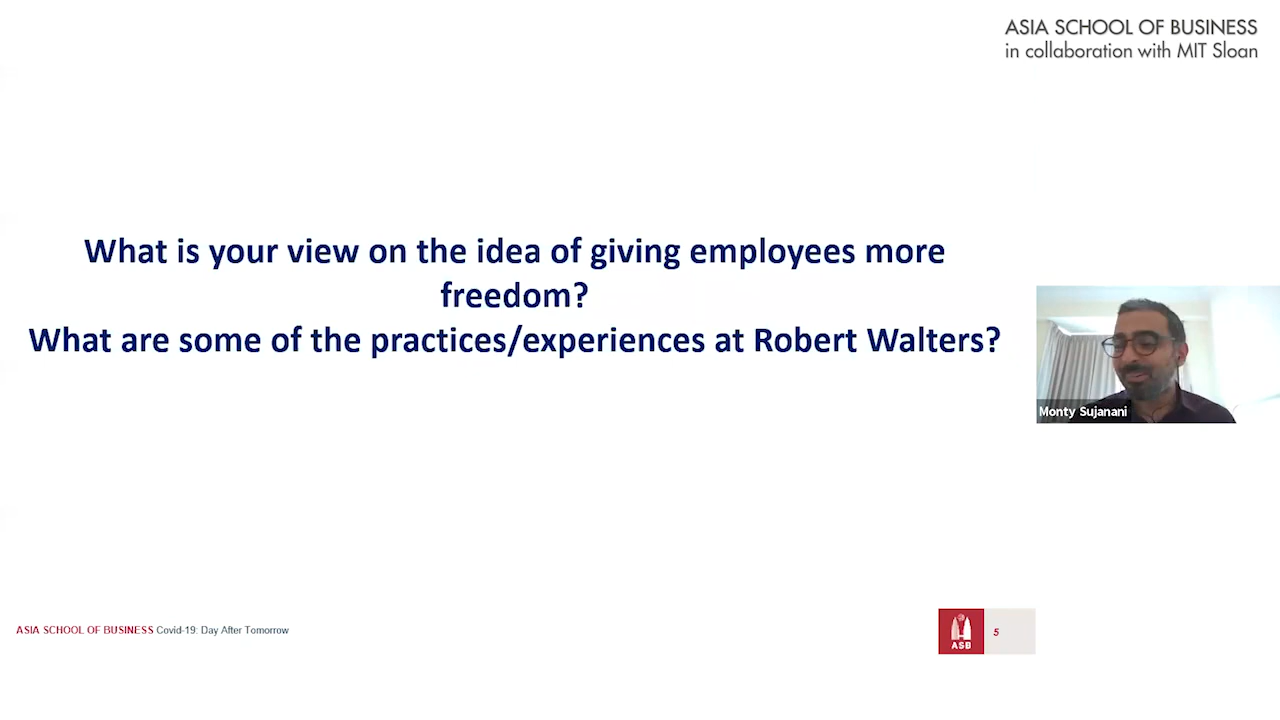 ASIA SCHOOL OF BUSINESS
in collaboration with MIT Sloan
What is your view on the idea of giving employees more
freedom?
What are some of the practices/experiences at Robert Walters?
Monty Sujanani
ASIA SCHOOL OF BUSINESS Covid-19: Day After Tomorrow
ASB
5